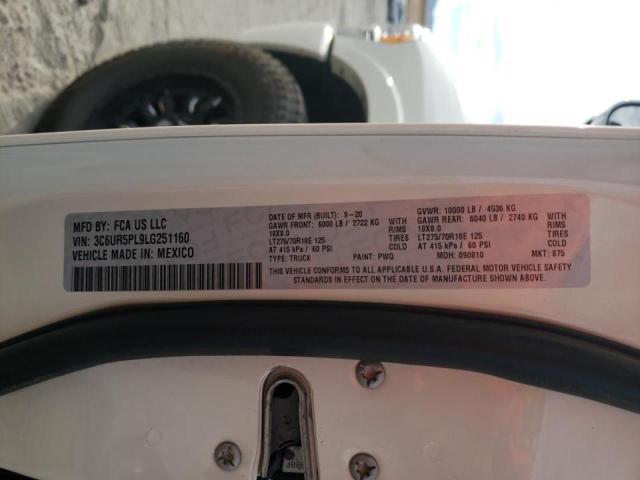 MFD BY: FCA US LLC
VIN: 3C6UR5PL9LG251160
VEHICLE MADE IN: MEXICO
DATE OF MFR (BUILT): 9-20 GVWR: 10000 LB / 4536 KG
GAWR FRONT: 6000 LB / 2722 KG WITH GAWR REAR: 6040 LB / 2740 KG WITH
18X8.0 RIMS 18X8.0 RIMS
LT275/70R18E 125 TIRES LT275/70R18E 125 TIRES
AT 415 kPa / 60 PSI COLD AT 415 kPa / 60 PSI COLD
TYPE: TRUCK PAINT: PWQ MDH: 090810 MKT: 875
THIS VEHICLE CONFORMS TO ALL APPLICABLE U.S.A. FEDERAL MOTOR VEHICLE SAFETY
STANDARDS IN EFFECT ON THE DATE OF MANUFACTURE SHOWN ABOVE.